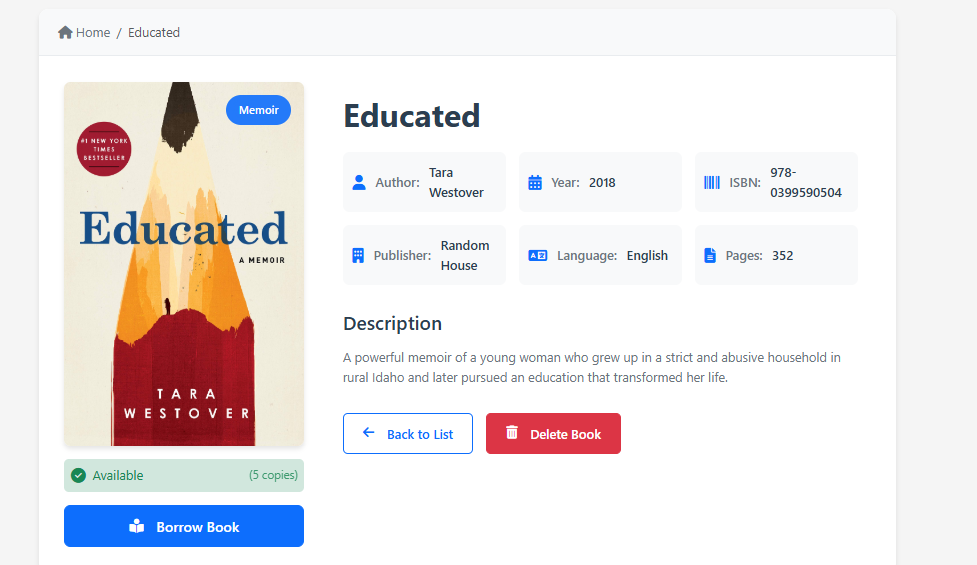 Home / Educated
Memoir
#1 NEW YORK
TIMES
BESTSELLER
Educated
A MEMOIR
TARA
WESTOVER
Available (5 copies)
Borrow Book
Educated
Author: Tara
Westover
Year: 2018
ISBN: 978-
0399590504
Publisher: Random
House
Language: English
Pages: 352
Description
A powerful memoir of a young woman who grew up in a strict and abusive household in
rural Idaho and later pursued an education that transformed her life.
Back to List
Delete Book